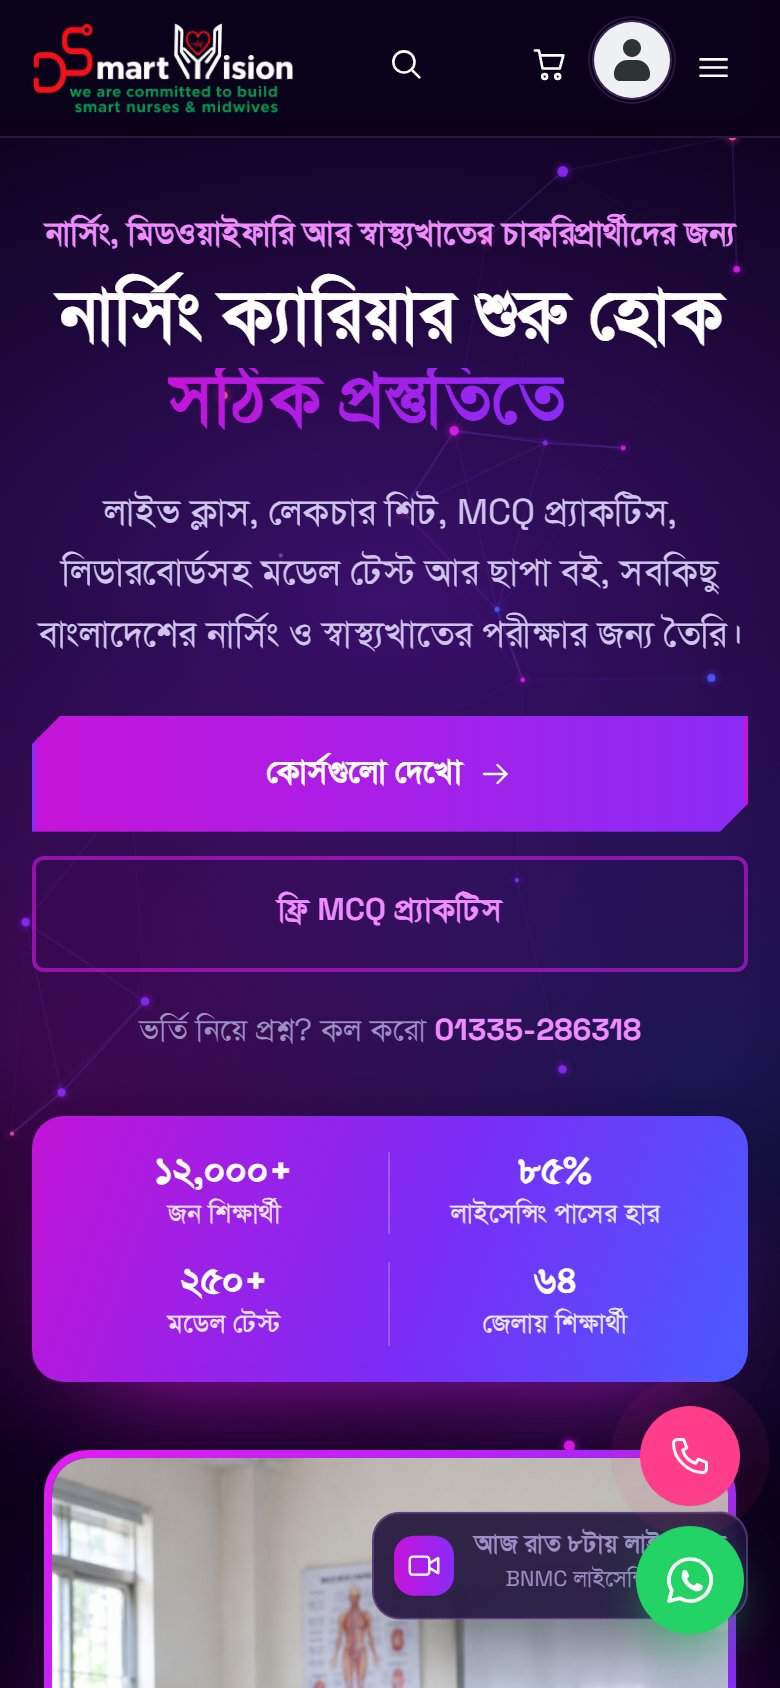 DSmart Vision
we are committed to build
smart nurses & midwives
নার্সিং, মিডওয়াইফারি আর স্বাস্থ্যখাতের চাকরিপ্রার্থীদের জন্য
নার্সিং ক্যারিয়ার শুরু হোক
সঠিক প্রস্তুতিতে
লাইভ ক্লাস, লেকচার শিট, MCQ প্র্যাকটিস,
লিডারবোর্ডসহ মডেল টেস্ট আর ছাপা বই, সবকিছু
বাংলাদেশের নার্সিং ও স্বাস্থ্যখাতের পরীক্ষার জন্য তৈরি।
কোর্সগুলো দেখো →
ফ্রি MCQ প্র্যাকটিস
ভর্তি নিয়ে প্রশ্ন? কল করো 01335-286318
১২,০০০+
জন শিক্ষার্থী
৮৫%
লাইসেন্সিং পাসের হার
২৫০+
মডেল টেস্ট
৬৪
জেলায় শিক্ষার্থী
আজ রাত ৮টায়
BNMC